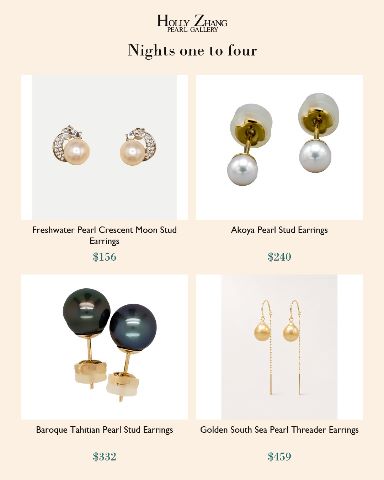 HOLLY ZHANG
PEARL GALLERY
Nights one to four
Freshwater Pearl Crescent Moon Stud
Earrings
$156
Akoya Pearl Stud Earrings
$240
Baroque Tahitian Pearl Stud Earrings
$332
Golden South Sea Pearl Threader Earrings
$459